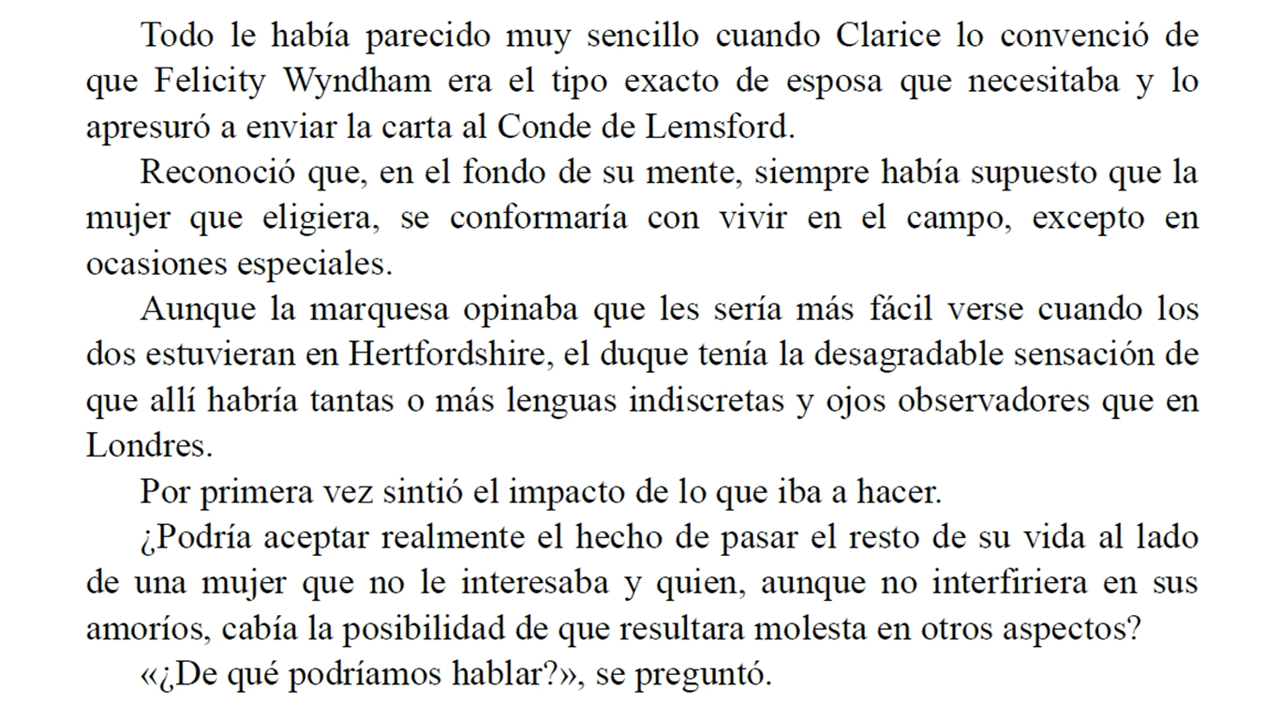 Todo le había parecido muy sencillo cuando Clarice lo convenció de
que Felicity Wyndham era el tipo exacto de esposa que necesitaba y lo
apresuró a enviar la carta al Conde de Lemsford.
Reconoció que, en el fondo de su mente, siempre había supuesto que la
mujer que eligiera, se conformaría con vivir en el campo, excepto en
ocasiones especiales.
Aunque la marquesa opinaba que les sería más fácil verse cuando los
dos estuvieran en Hertfordshire, el duque tenía la desagradable sensación de
que allí habría tantas o más lenguas indiscretas y ojos observadores que en
Londres.
Por primera vez sintió el impacto de lo que iba a hacer.
¿Podría aceptar realmente el hecho de pasar el resto de su vida al lado
de una mujer que no le interesaba y quien, aunque no interfiriera en sus
amoríos, cabía la posibilidad de que resultara molesta en otros aspectos?
«¿De qué podríamos hablar?», se preguntó.